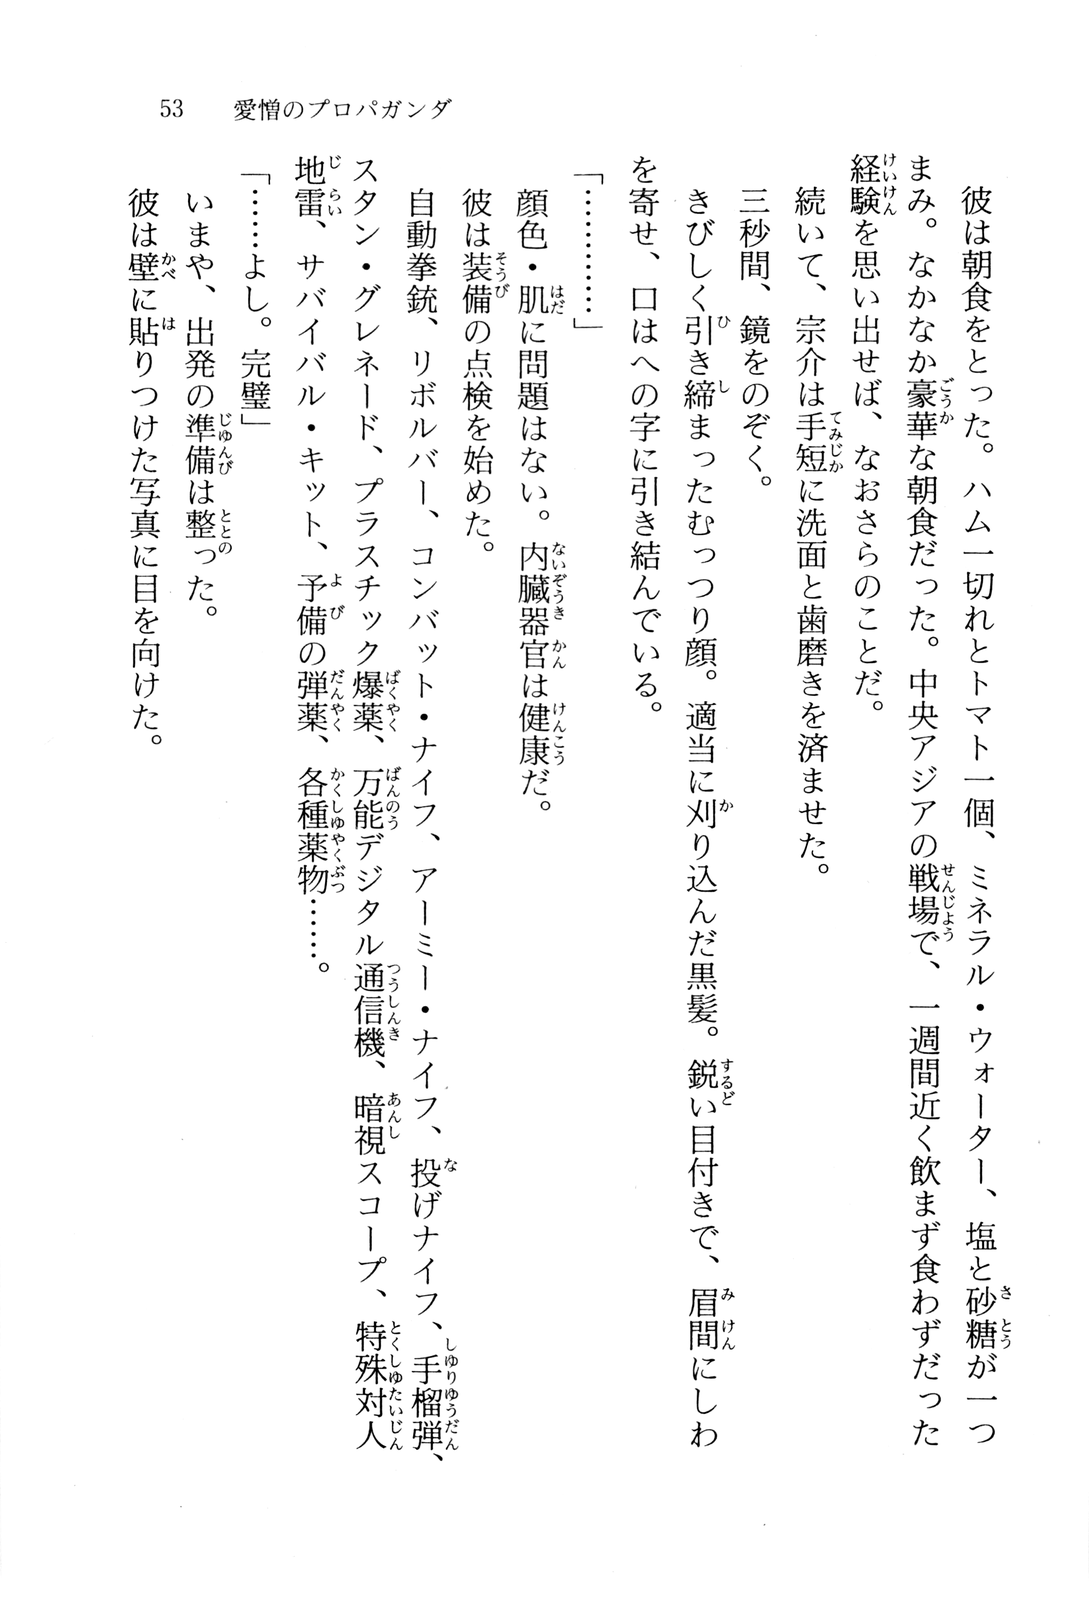 53　愛憎のプロパガンダ
　彼は朝食をとった。ハム一切れとトマト一個、ミネラル・ウォーター、塩と砂糖が一つ
まみ。なかなか豪華な朝食だった。中央アジアの戦場で、一週間近く飲まず食わずだった
経験を思い出せば、なおさらのことだ。
　続いて、宗介は手短に洗面と歯磨きを済ませた。
　三秒間、鏡をのぞく。
　きびしく引き締まったむっつり顔。適当に刈り込んだ黒髪。鋭い目付きで、眉間にしわ
を寄せ、口はへの字に引き結んでいる。
「…………」
　顔色・肌に問題はない。内臓器官は健康だ。
　彼は装備の点検を始めた。
　自動拳銃、リボルバー、コンバット・ナイフ、アーミー・ナイフ、投げナイフ、手榴弾、
スタン・グレネード、プラスチック爆薬、万能デジタル通信機、暗視スコープ、特殊対人
地雷、サバイバル・キット、予備の弾薬、各種薬物……。
「……よし。完璧」
　いまや、出発の準備は整った。
　彼は壁に貼りつけた写真に目を向けた。